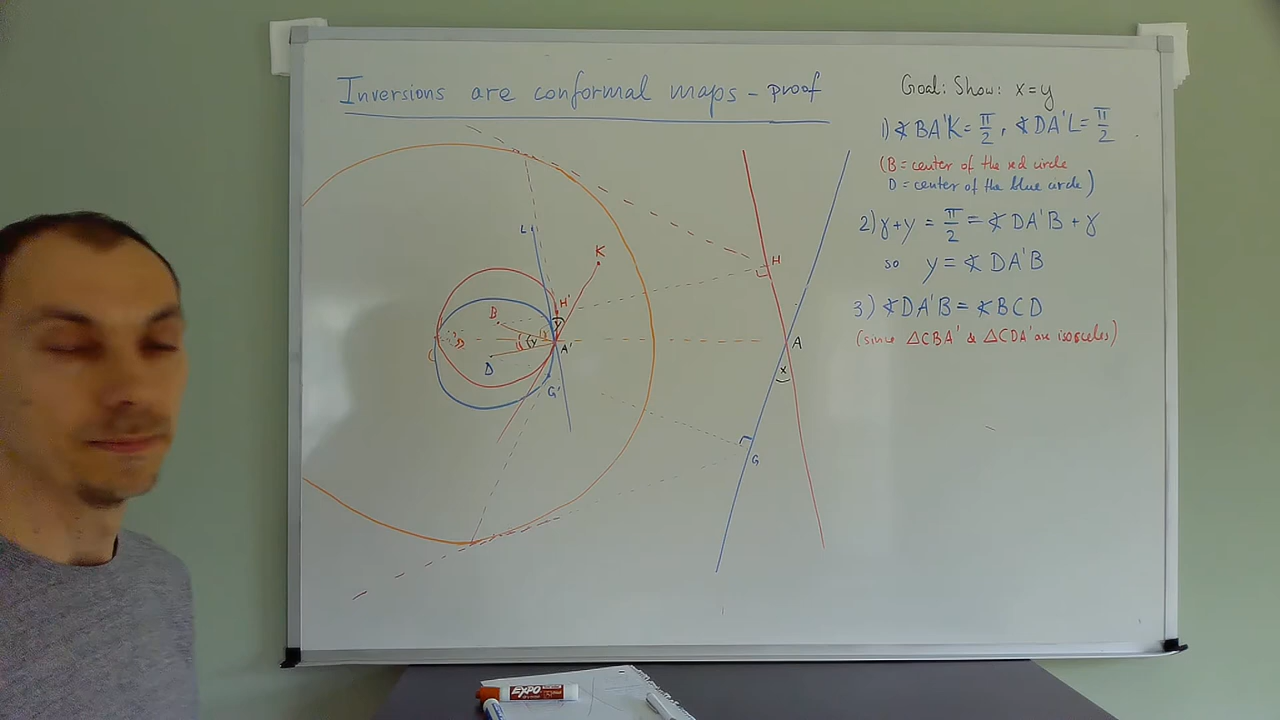 Inversions are conformal maps - proof
Goal: Show: x=y
1) ∢BA'K = π/2, ∢DA'L = π/2
(B = center of the red circle
D = center of the blue circle)
2) γ+y = π/2 = ∢DA'B + γ
so y = ∢DA'B
3) ∢DA'B = ∢BCD
(since △CBA' & △CDA' are isosceles)
L
K
H
H'
B
y
A'
A
D
γ
x
G'
G
EXPO